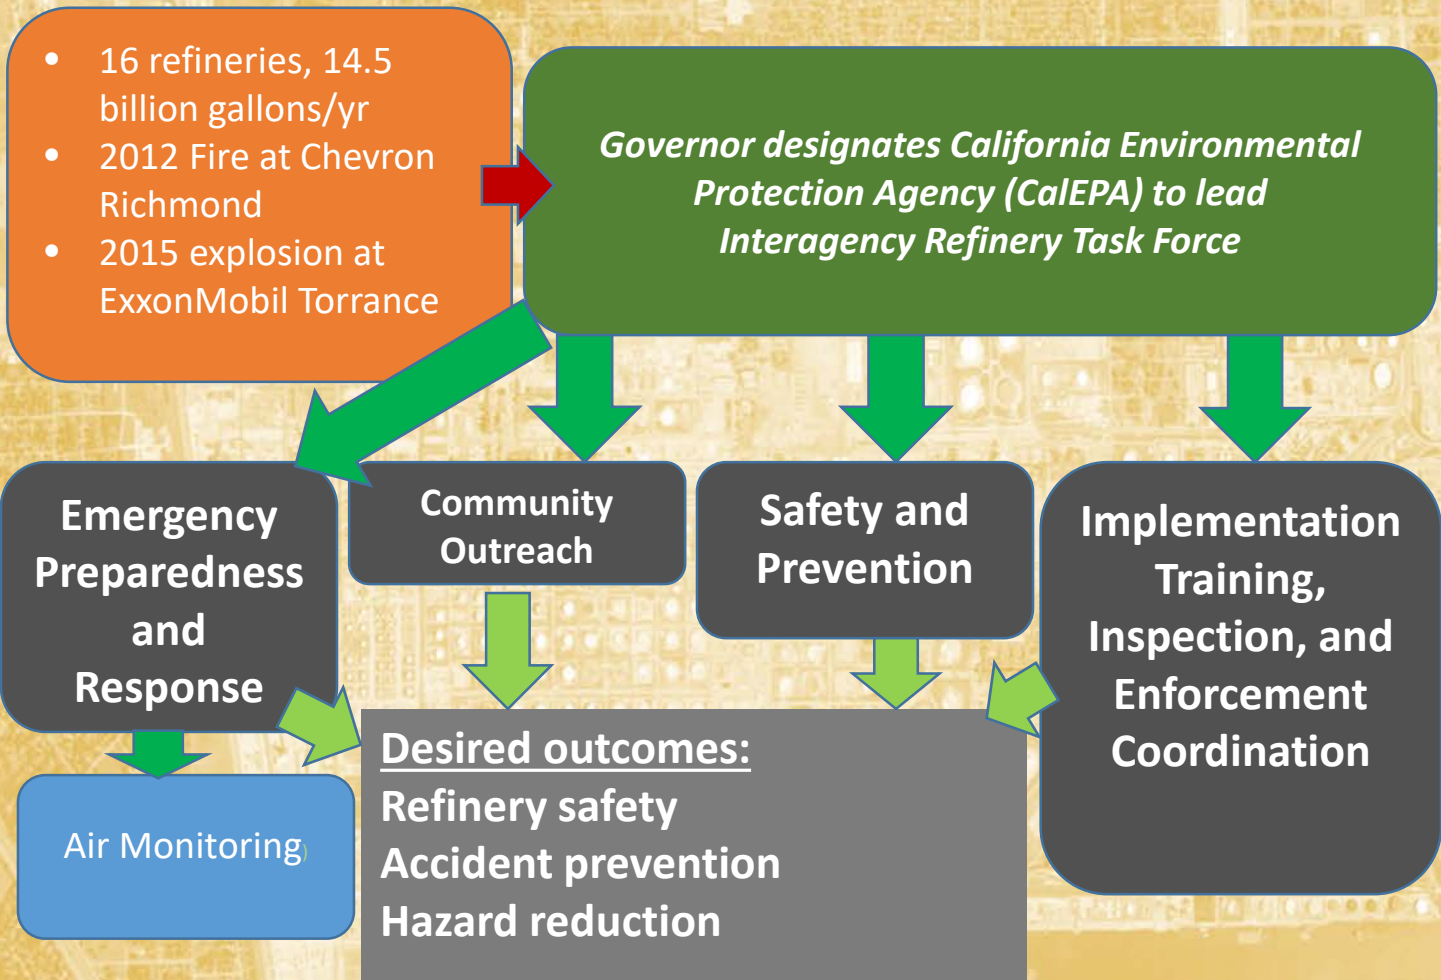 • 16 refineries, 14.5
billion gallons/yr
• 2012 Fire at Chevron
Richmond
• 2015 explosion at
ExxonMobil Torrance
Governor designates California Environmental
Protection Agency (CalEPA) to lead
Interagency Refinery Task Force
Emergency
Preparedness
and
Response
Community
Outreach
Safety and
Prevention
Implementation
Training,
Inspection, and
Enforcement
Coordination
Air Monitoring)
Desired outcomes:
Refinery safety
Accident prevention
Hazard reduction